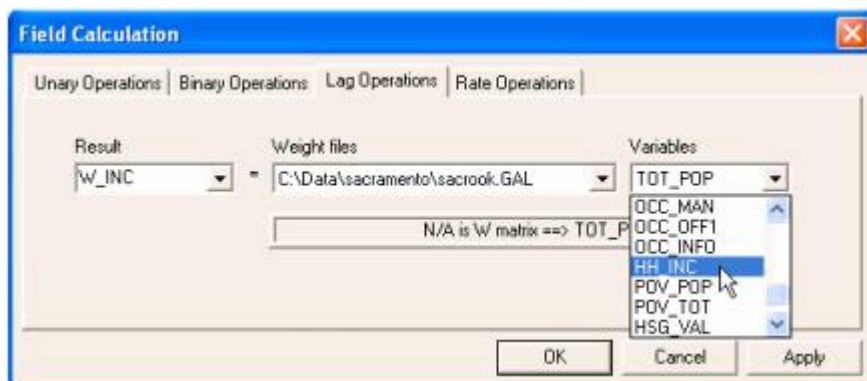 Field Calculation
Unary Operations Binary Operations Lag Operations Rate Operations
Result Weight files Variables
W_INC = C:\Data\sacramento\sacrook.GAL TOT_POP
OCC_MAN
N/A is W matrix ==> TOT_P OCC_OFF1
OCC_INFO
HH_INC
POV_POP
POV_TOT
HSG_VAL
OK Cancel Apply